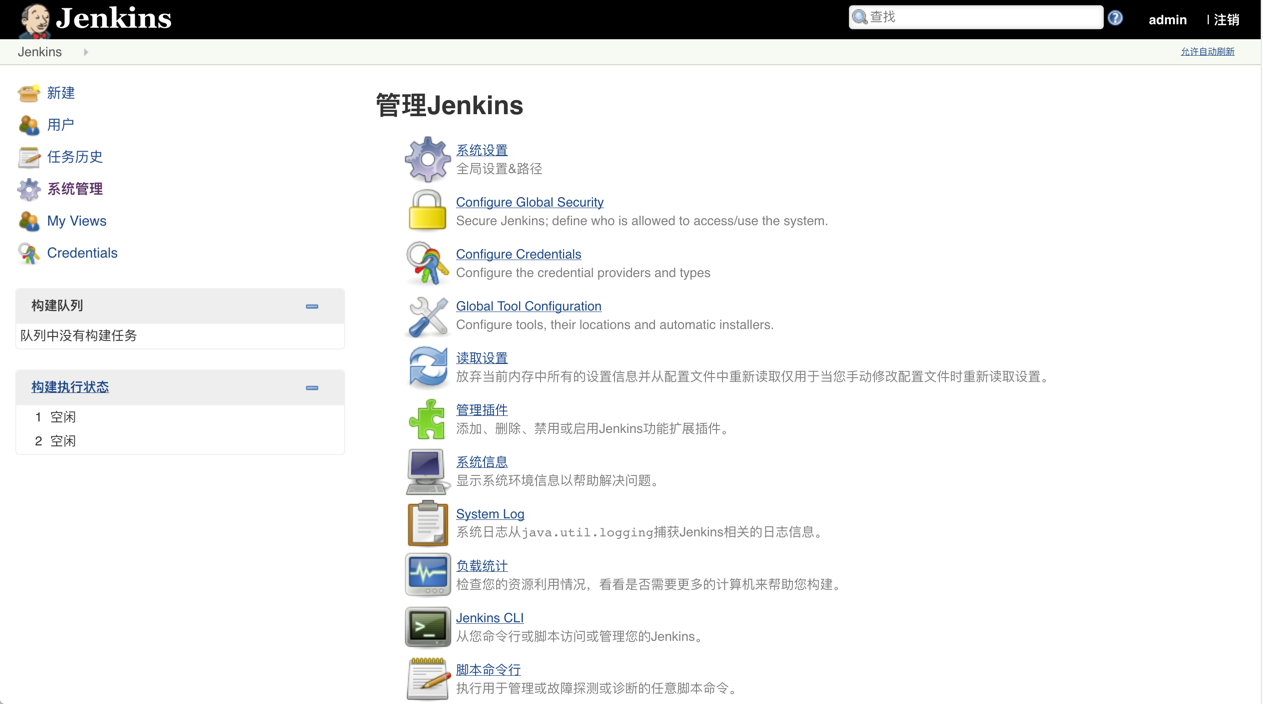 Jenkins
查找
admin
| 注销
Jenkins
允许自动刷新
新建
用户
任务历史
系统管理
My Views
Credentials
构建队列
队列中没有构建任务
构建执行状态
1 空闲
2 空闲
管理Jenkins
系统设置
全局设置&路径
Configure Global Security
Secure Jenkins; define who is allowed to access/use the system.
Configure Credentials
Configure the credential providers and types
Global Tool Configuration
Configure tools, their locations and automatic installers.
读取设置
放弃当前内存中所有的设置信息并从配置文件中重新读取仅用于当您手动修改配置文件时重新读取设置。
管理插件
添加、删除、禁用或启用Jenkins功能扩展插件。
系统信息
显示系统环境信息以帮助解决问题。
System Log
系统日志从java.util.logging捕获Jenkins相关的日志信息。
负载统计
检查您的资源利用情况，看看是否需要更多的计算机来帮助您构建。
Jenkins CLI
从您命令行或脚本访问或管理您的Jenkins。
脚本命令行
执行用于管理或故障探测或诊断的任意脚本命令。